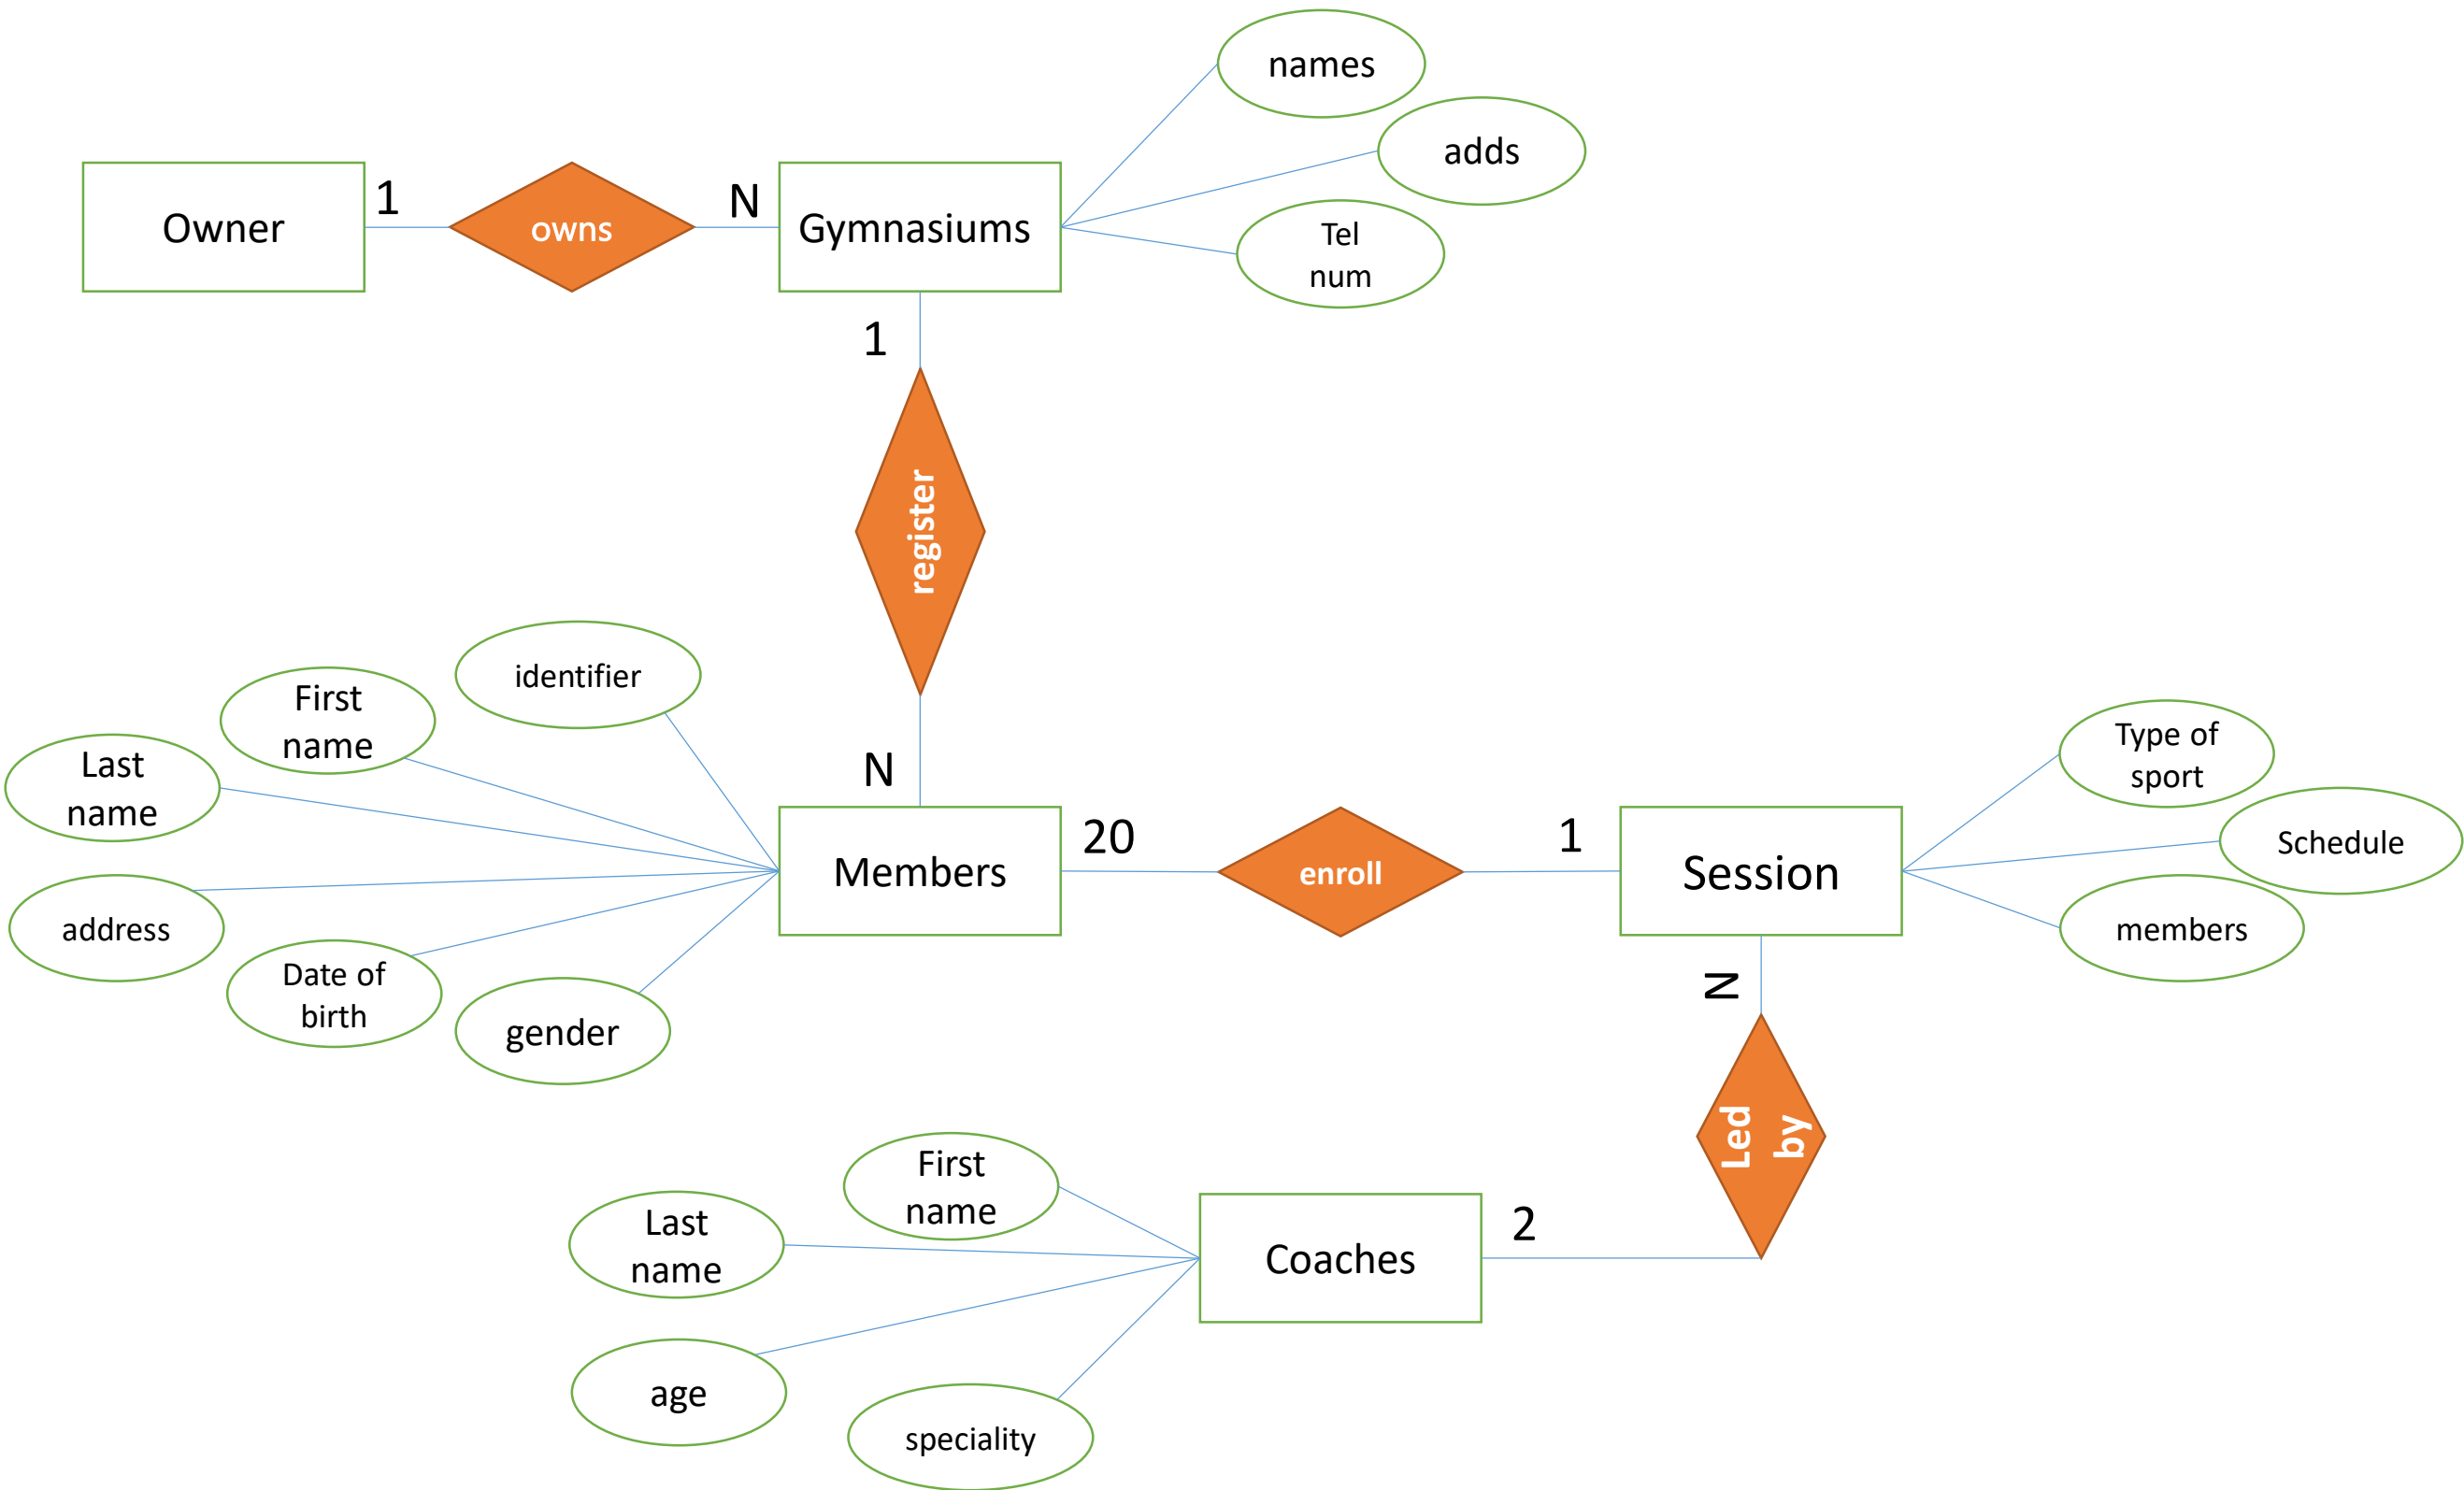 names
adds
Tel
num
Owner
1
owns
N
Gymnasiums
1
register
N
identifier
First
name
Last
name
address
Date of
birth
gender
Members
20
enroll
1
Session
Type of
sport
Schedule
members
N
Led
by
2
Coaches
First
name
Last
name
age
speciality